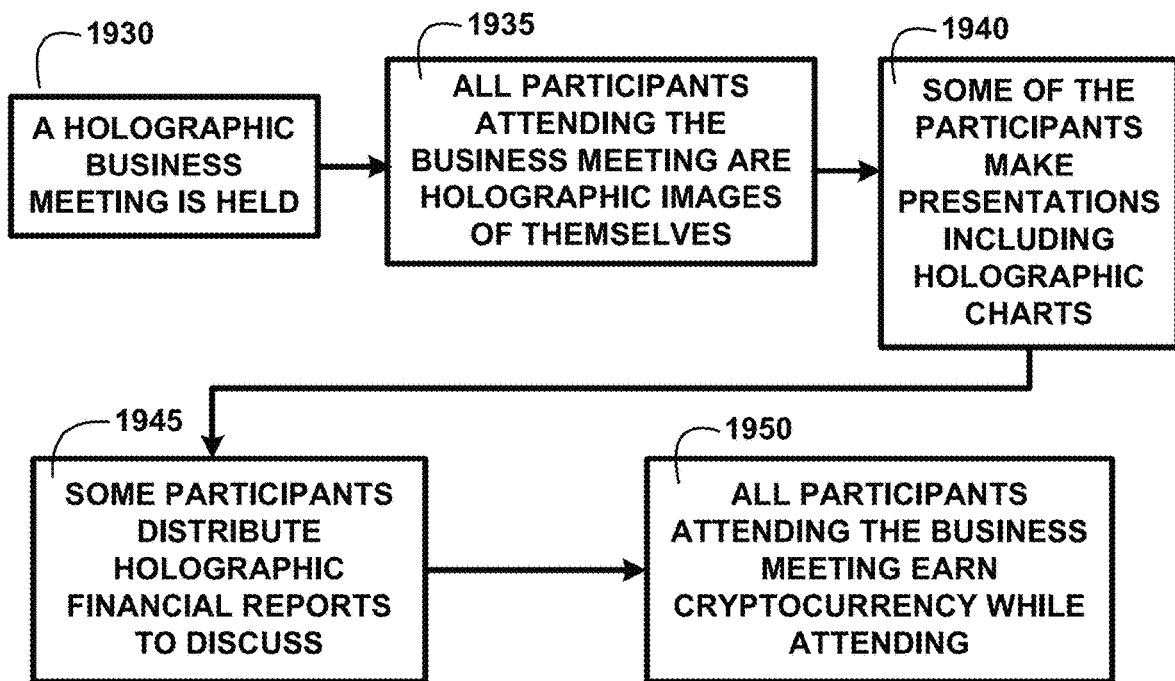 1930
A HOLOGRAPHIC
BUSINESS
MEETING IS HELD
1935
ALL PARTICIPANTS
ATTENDING THE
BUSINESS MEETING ARE
HOLOGRAPHIC IMAGES
OF THEMSELVES
1940
SOME OF THE
PARTICIPANTS
MAKE
PRESENTATIONS
INCLUDING
HOLOGRAPHIC
CHARTS
1945
SOME PARTICIPANTS
DISTRIBUTE
HOLOGRAPHIC
FINANCIAL REPORTS
TO DISCUSS
1950
ALL PARTICIPANTS
ATTENDING THE BUSINESS
MEETING EARN
CRYPTOCURRENCY WHILE
ATTENDING